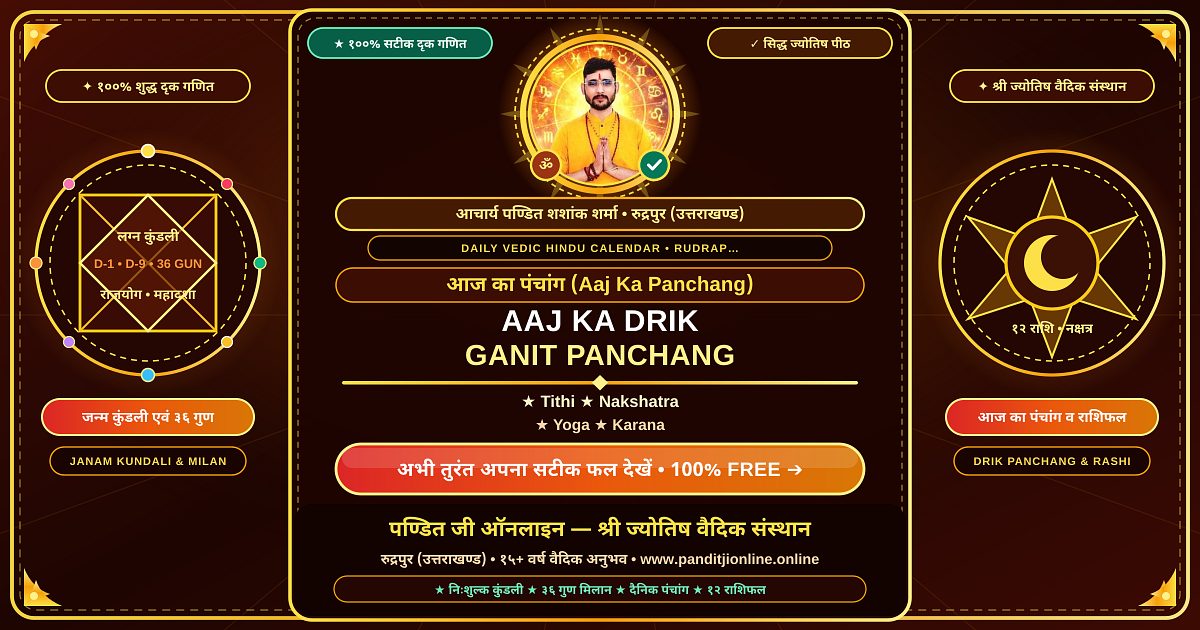 ✦ १००% शुद्ध दृक गणित
लग्न कुंडली
D-1 • D-9 • 36 GUN
राजयोग • महादशा
जन्म कुंडली एवं ३६ गुण
JANAM KUNDALI & MILAN
★ १००% सटीक दृक गणित
✓ सिद्ध ज्योतिष पीठ
ॐ
आचार्य पण्डित शशांक शर्मा • रुद्रपुर (उत्तराखण्ड)
DAILY VEDIC HINDU CALENDAR • RUDRAP...
आज का पंचांग (Aaj Ka Panchang)
AAJ KA DRIK
GANIT PANCHANG
★ Tithi ★ Nakshatra
★ Yoga ★ Karana
अभी तुरंत अपना सटीक फल देखें • 100% FREE ➔
पण्डित जी ऑनलाइन — श्री ज्योतिष वैदिक संस्थान
रुद्रपुर (उत्तराखण्ड) • १५+ वर्ष वैदिक अनुभव • www.panditjionline.online
★ निःशुल्क कुंडली ★ ३६ गुण मिलान ★ दैनिक पंचांग ★ १२ राशिफल
✦ श्री ज्योतिष वैदिक संस्थान
१२ राशि • नक्षत्र
आज का पंचांग व राशिफल
DRIK PANCHANG & RASHI